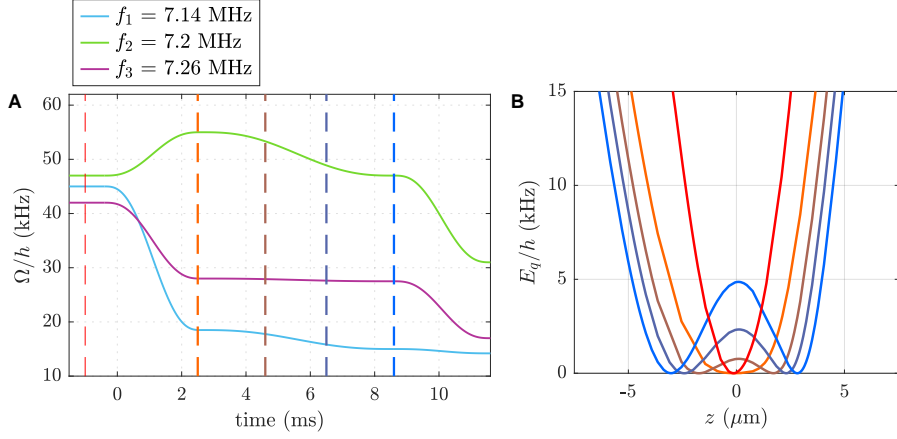 f₁ = 7.14 MHz
f₂ = 7.2 MHz
f₃ = 7.26 MHz
A
60
50
40
30
20
10
Ω/h (kHz)
0 2 4 6 8 10
time (ms)
B
15
10
5
0
E_q/h (kHz)
-5 0 5
z (μm)